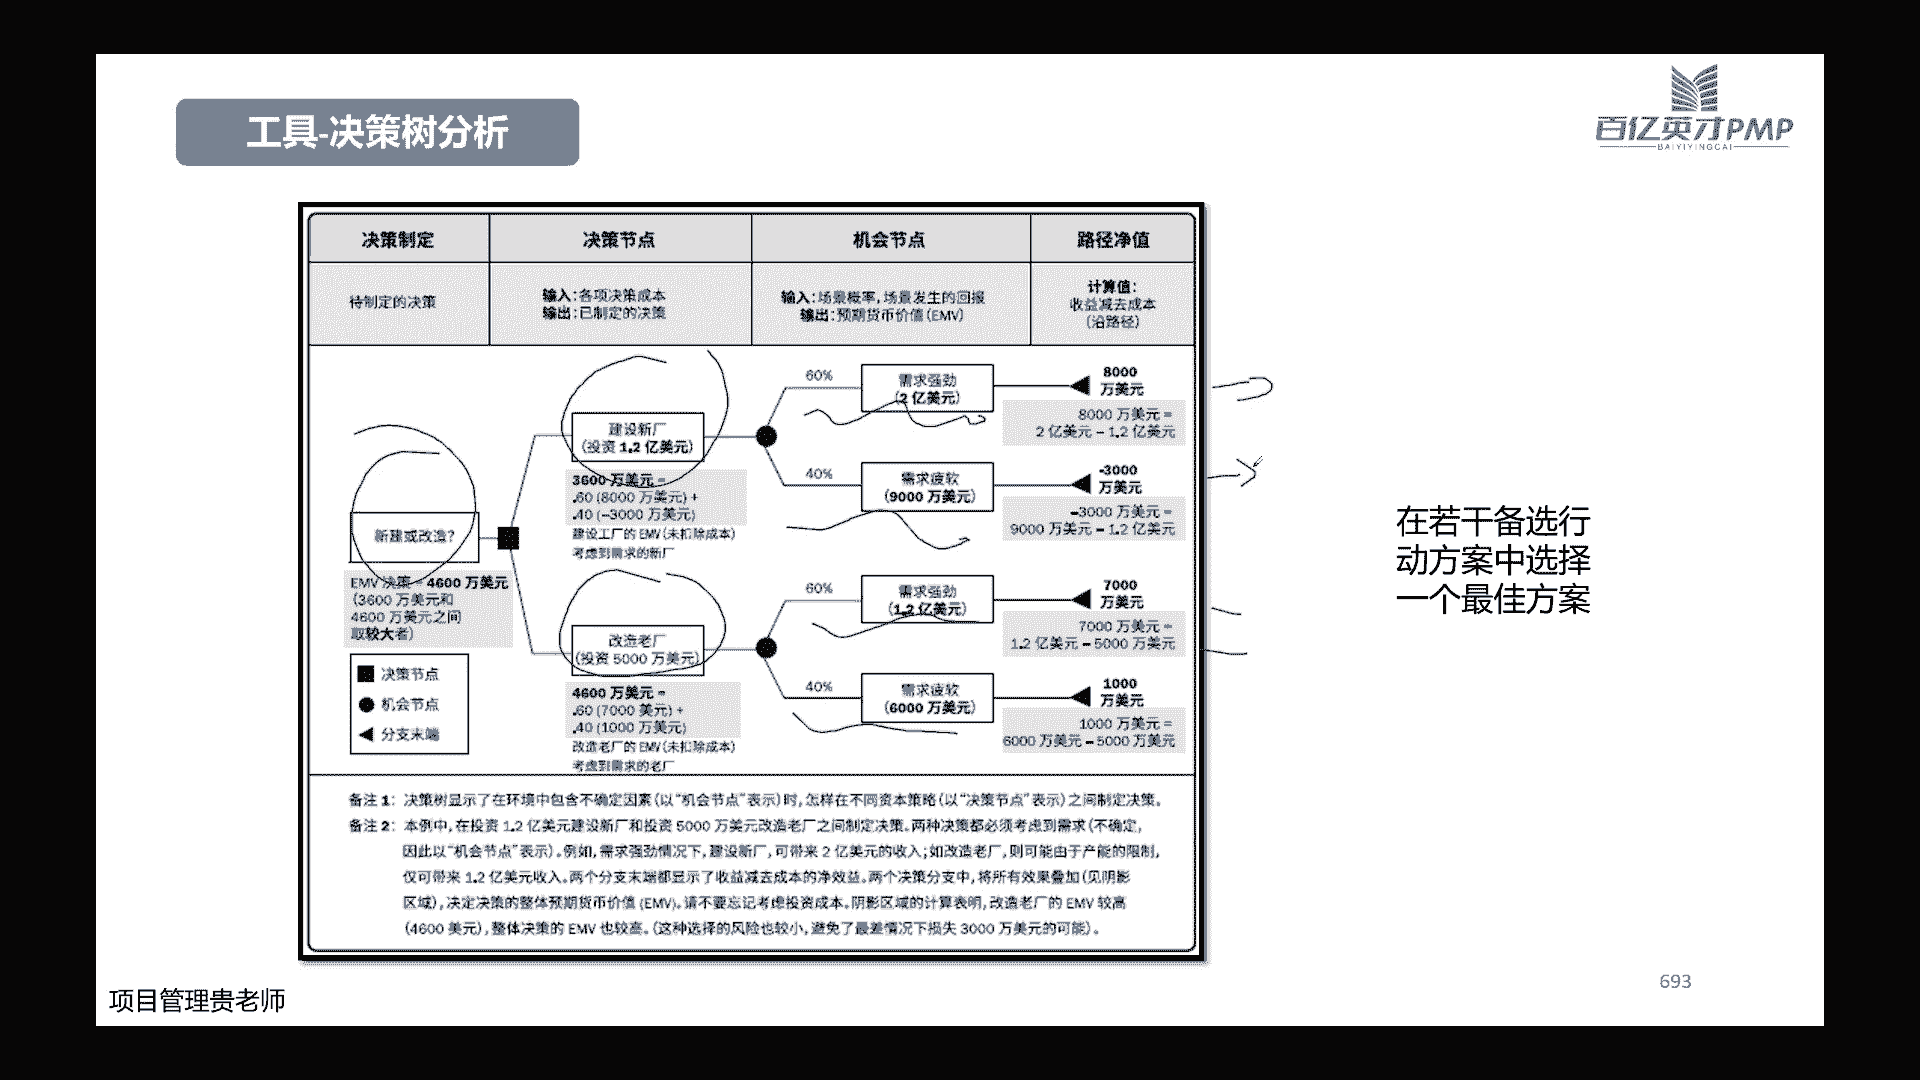 工具-决策树分析
百亿英才PMP
BAIYIYINGCAI
决策制定
决策节点
机会节点
路径净值
待制定的决策
输入:各项决策成本
输出:已制定的决策
输入:场景概率,场景发生的回报
输出:预期货币价值(EMV)
计算值:
收益减去成本
(沿路径)
新建或改造?
EMV 决策 = 4600 万美元
(3600 万美元和
4600 万美元之间
取较大者)
决策节点
机会节点
分支末端
建设新厂
(投资 1.2 亿美元)
3600 万美元 =
.60 (8000 万美元) +
.40 (-3000 万美元)
建设工厂的 EMV(未扣除成本)
考虑到需求的新厂
改造老厂
(投资 5000 万美元)
4600 万美元 =
.60 (7000 美元) +
.40 (1000 万美元)
改造老厂的 EMV(未扣除成本)
考虑到需求的老厂
60%
需求强劲
(2 亿美元)
8000
万美元
8000 万美元 =
2 亿美元 – 1.2 亿美元
40%
需求疲软
(9000 万美元)
-3000
万美元
-3000 万美元 =
9000 万美元 – 1.2 亿美元
60%
需求强劲
(1.2 亿美元)
7000
万美元
7000 万美元 =
1.2 亿美元 – 5000 万美元
40%
需求疲软
(6000 万美元)
1000
万美元
1000 万美元 =
6000 万美元 – 5000 万美元
备注 1: 决策树显示了在环境中包含不确定因素(以“机会节点”表示)时,怎样在不同资本策略(以“决策节点”表示)之间制定决策。
备注 2: 本例中,在投资 1.2 亿美元建设新厂和投资 5000 万美元改造老厂之间制定决策。两种决策都必须考虑到需求(不确定,
因此以“机会节点”表示)。例如,需求强劲情况下,建设新厂,可带来 2 亿美元的收入;如改造老厂,则可能由于产能的限制,
仅可带来 1.2 亿美元收入。两个分支末端都显示了收益减去成本的净效益。两个决策分支中,将所有效果叠加(见阴影
区域),决定决策的整体预期货币价值 (EMV)。请不要忘记考虑投资成本。阴影区域的计算表明,改造老厂的 EMV 较高
(4600 美元),整体决策的 EMV 也较高。(这种选择的风险也较小,避免了最差情况下损失 3000 万美元的可能)。
在若干备选行
动方案中选择
一个最佳方案
693
项目管理贵老师